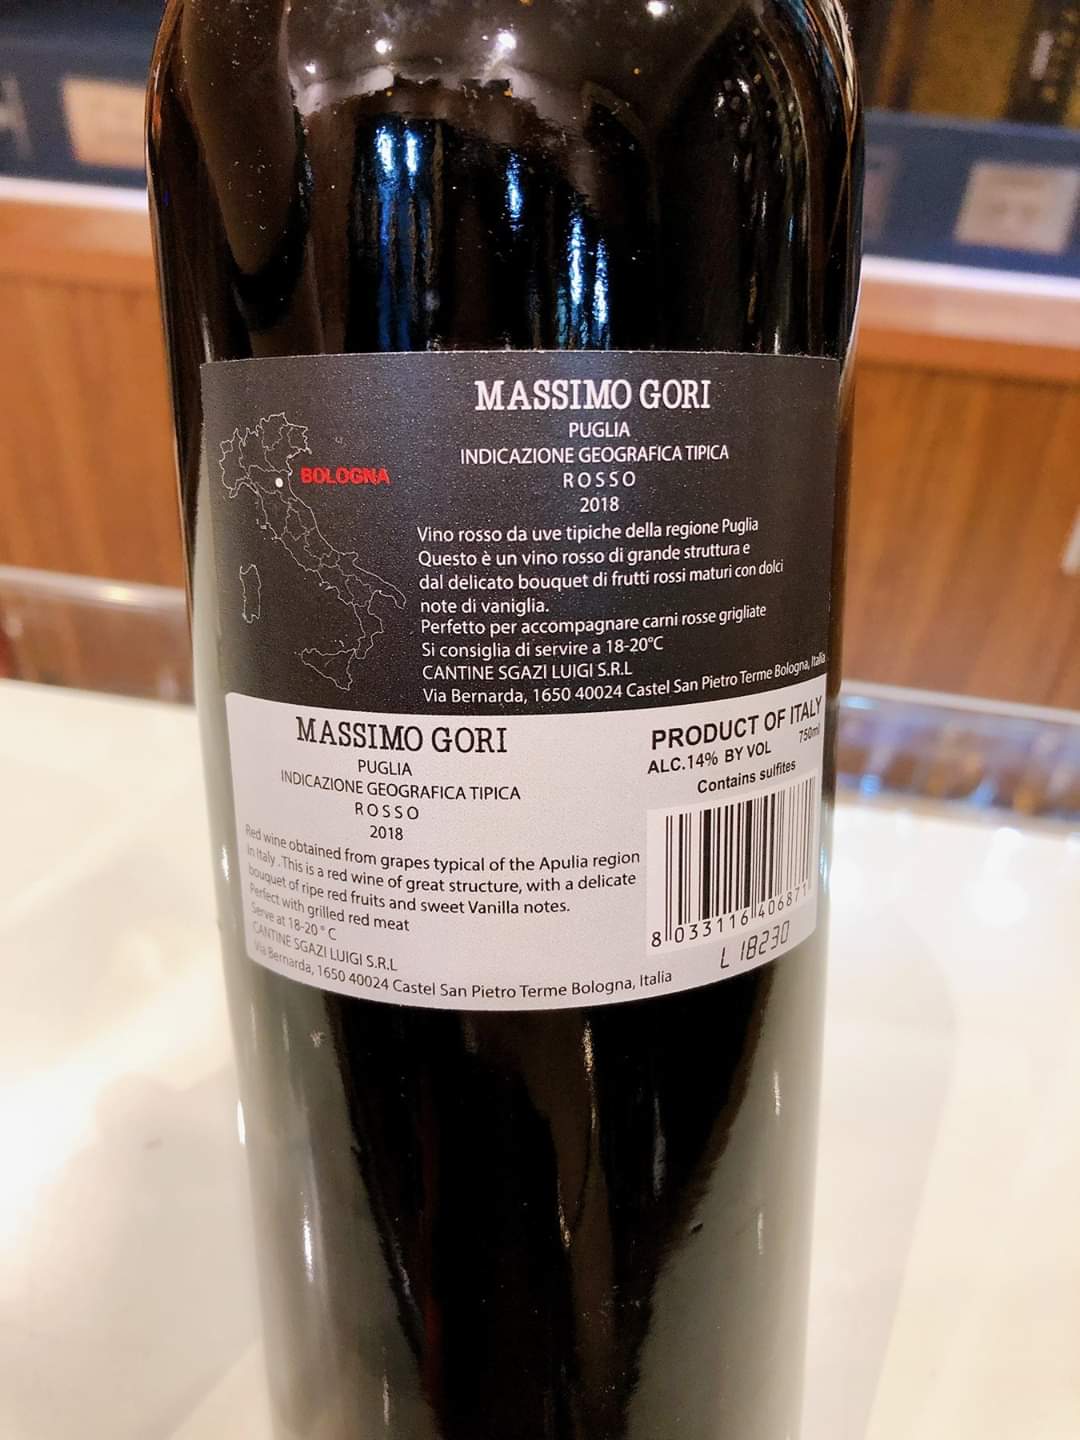 MASSIMO GORI
PUGLIA
INDICAZIONE GEOGRAFICA TIPICA
ROSSO
2018
BOLOGNA
Vino rosso da uve tipiche della regione Puglia
Questo è un vino rosso di grande struttura e
dal delicato bouquet di frutti rossi maturi con dolci
note di vaniglia.
Perfetto per accompagnare carni rosse grigliate
Si consiglia di servire a 18-20°C
CANTINE SGAZI LUIGI S.R.L
Via Bernarda, 1650 40024 Castel San Pietro Terme Bologna, Italia
MASSIMO GORI
PUGLIA
INDICAZIONE GEOGRAFICA TIPICA
ROSSO
2018
Red wine obtained from grapes typical of the Apulia region
in Italy . This is a red wine of great structure, with a delicate
bouquet of ripe red fruits and sweet Vanilla notes.
Perfect with grilled red meat
Serve at 18-20 ° C
CANTINE SGAZI LUIGI S.R.L
Via Bernarda, 1650 40024 Castel San Pietro Terme Bologna, Italia
PRODUCT OF ITALY
ALC.14% BY VOL 750ml
Contains sulfites
8 033116 406871
L 18230